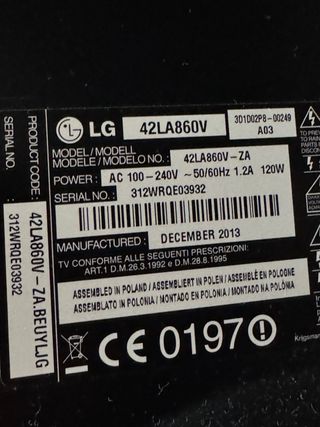 LG 42LA860V
3D1D02P8-00249
A03
MODEL / MODELL
MODELE / MODELLO NO. : 42LA860V-ZA
POWER : AC 100-240V ~50/60Hz 1.2A 120W
SERIAL NO. : 312WRQE03932
DECEMBER 2013
TV CONFORME ALLE SEGUENTI PRESCRIZIONI:
ART.1 D.M.26.3.1992 e D.M.28.8.1995
ASSEMBLED IN POLAND / ASSEMBLIERT IN POLEN / ASSEMBLÉ EN POLOGNE
ASSEMBLATO IN POLONIA / MONTADO EN POLONIA / MONTADO NA POLÓNIA
CE 0197
PRODUCT CODE : 42LA860V-ZA.BEUYLJG
SERIAL NO. : 312WRQE03932